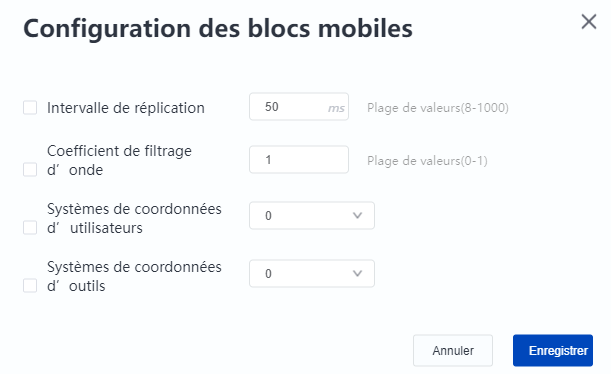 Configuration des blocs mobiles
Intervalle de réplication
50 ms
Plage de valeurs(8-1000)
Coefficient de filtrage
d’ onde
1
Plage de valeurs(0-1)
Systèmes de coordonnées
d’ utilisateurs
0
Systèmes de coordonnées
d’ outils
0
Annuler
Enregistrer